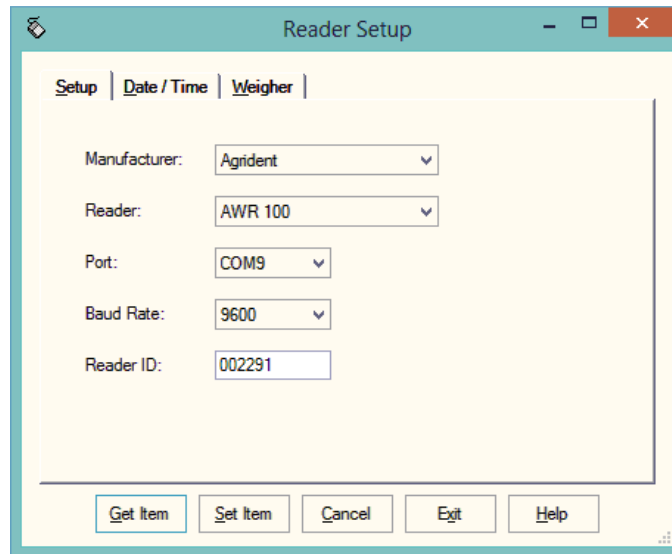 Reader Setup
Setup Date / Time Weigher
Manufacturer: Agrident
Reader: AWR 100
Port: COM9
Baud Rate: 9600
Reader ID: 002291
Get Item Set Item Cancel Exit Help